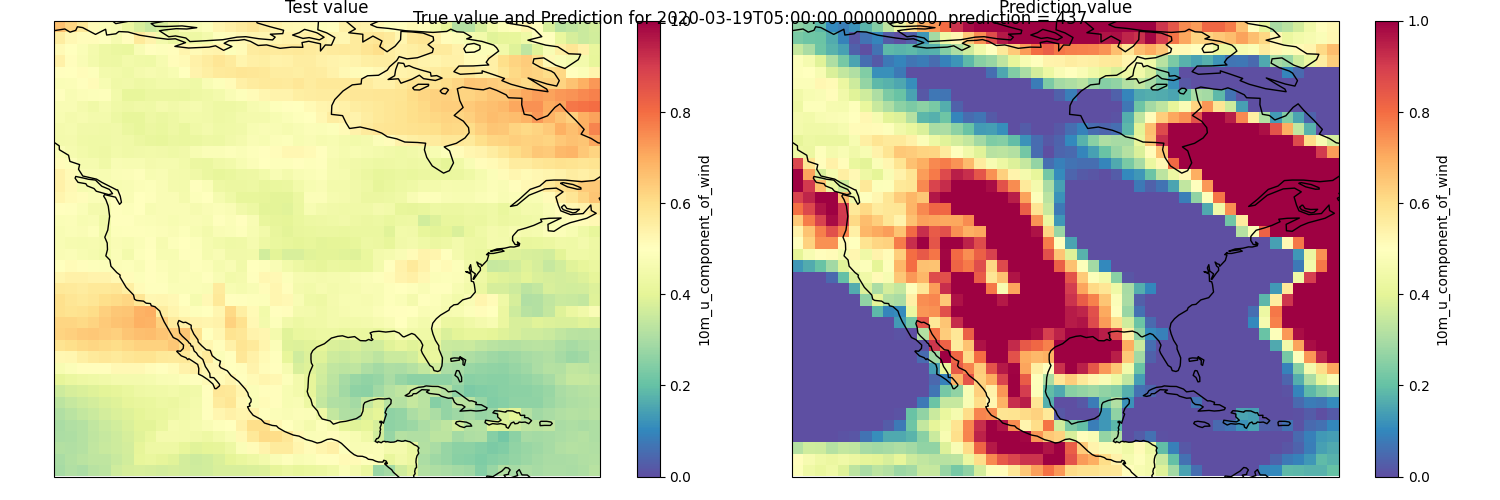 Test value
Prediction value
True value and Prediction for 2020-03-19T05:00:00.000000000, prediction = 437
1.0
0.8
0.6
0.4
0.2
0.0
10m_u_component_of_wind
1.0
0.8
0.6
0.4
0.2
0.0
10m_u_component_of_wind